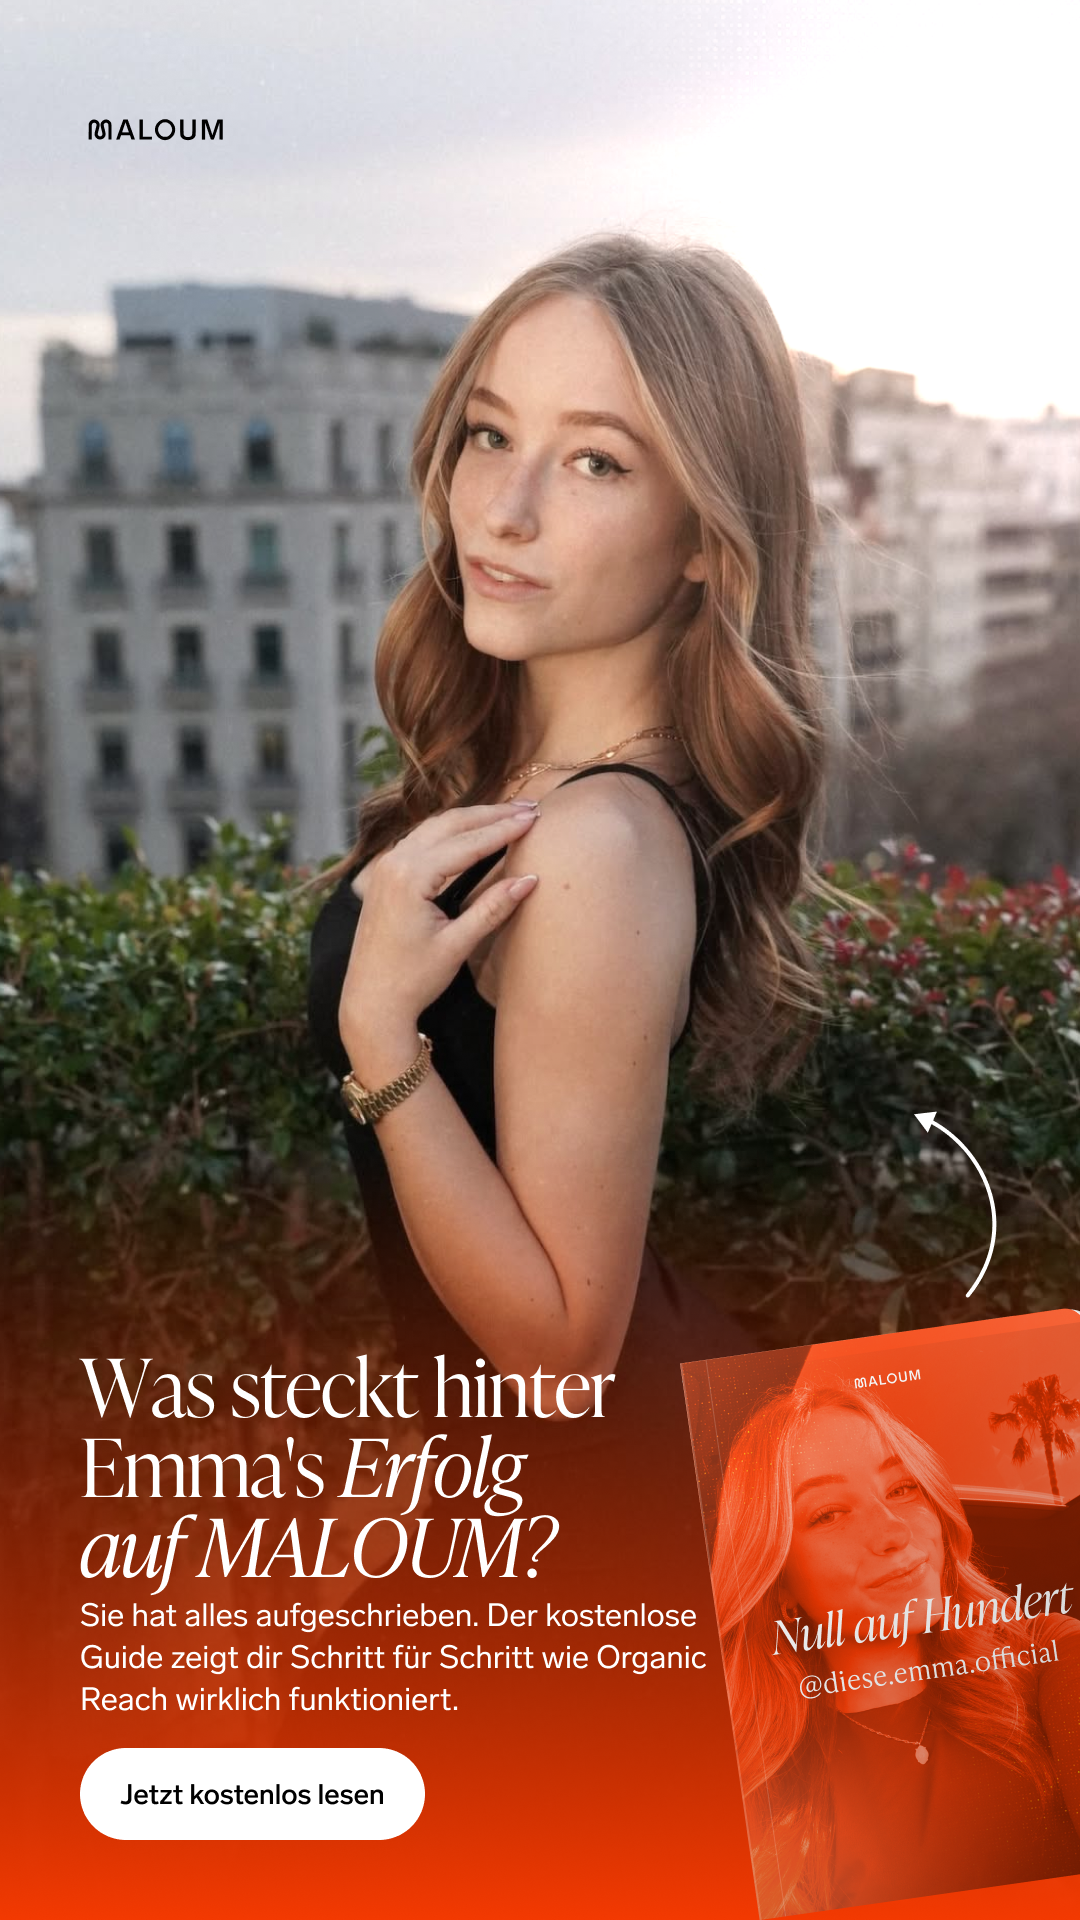 MALOUM
Was steckt hinter
Emma's Erfolg
auf MALOUM?
Sie hat alles aufgeschrieben. Der kostenlose
Guide zeigt dir Schritt für Schritt wie Organic
Reach wirklich funktioniert.
Jetzt kostenlos lesen
MALOUM
Null auf Hundert
@diese.emma.official